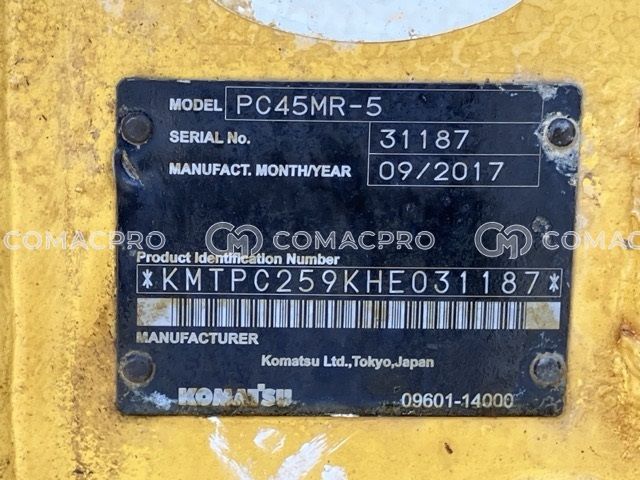 MODEL PC45MR-5
SERIAL No. 31187
MANUFACT. MONTH/YEAR 09/2017
COMACPRO COMACPRO COMACPRO
Product Identification Number
*KMTPC259KHE031187*
MANUFACTURER
Komatsu Ltd.,Tokyo,Japan
KOMATSU 09601-14000